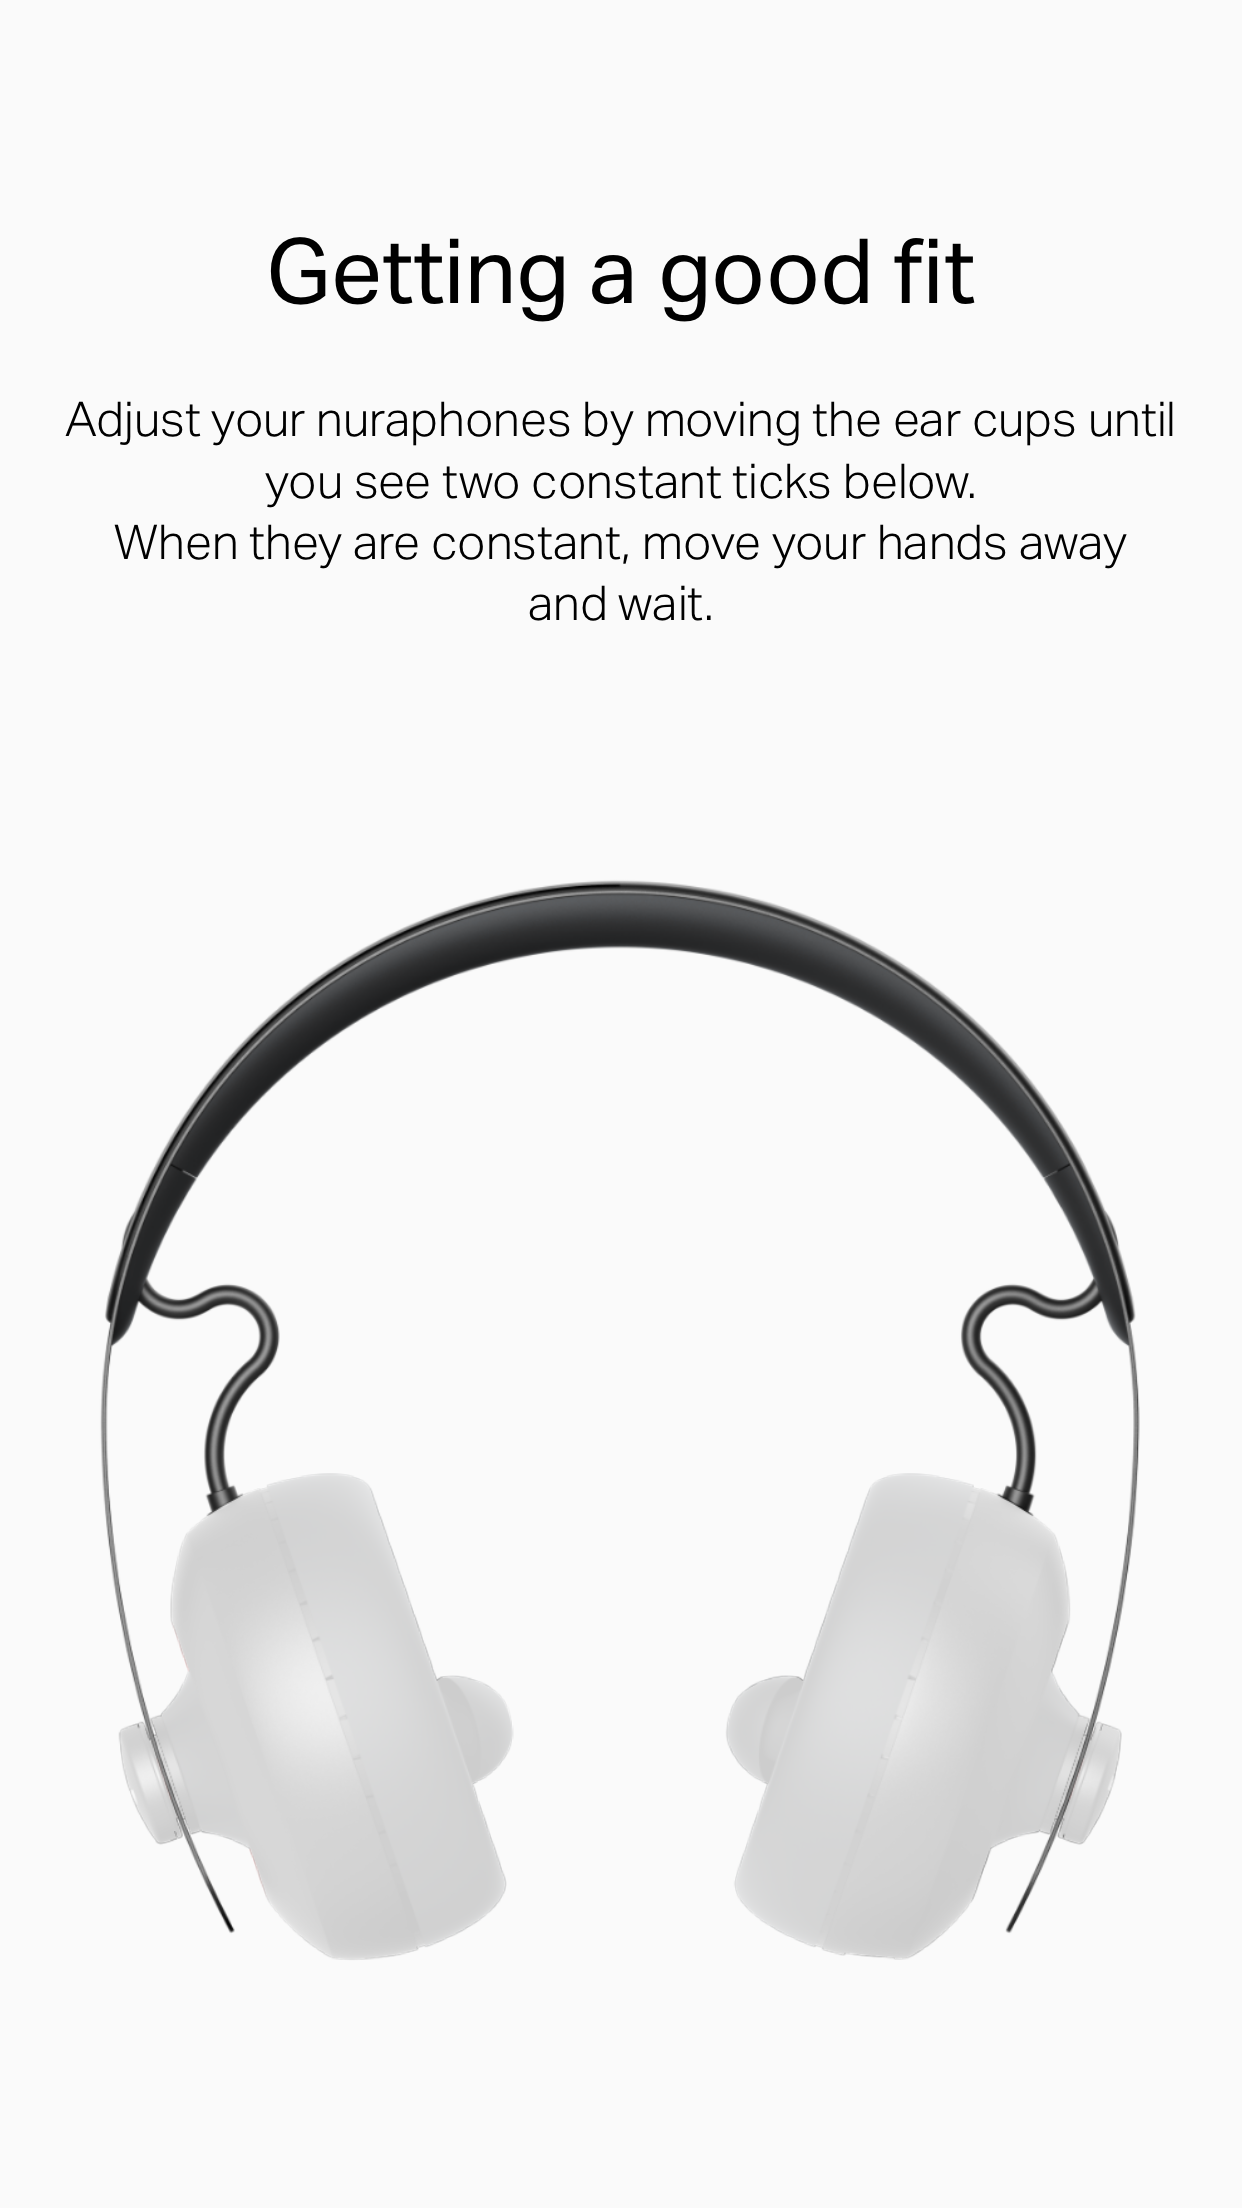 Getting a good fit
Adjust your nuraphones by moving the ear cups until
you see two constant ticks below.
When they are constant, move your hands away
and wait.